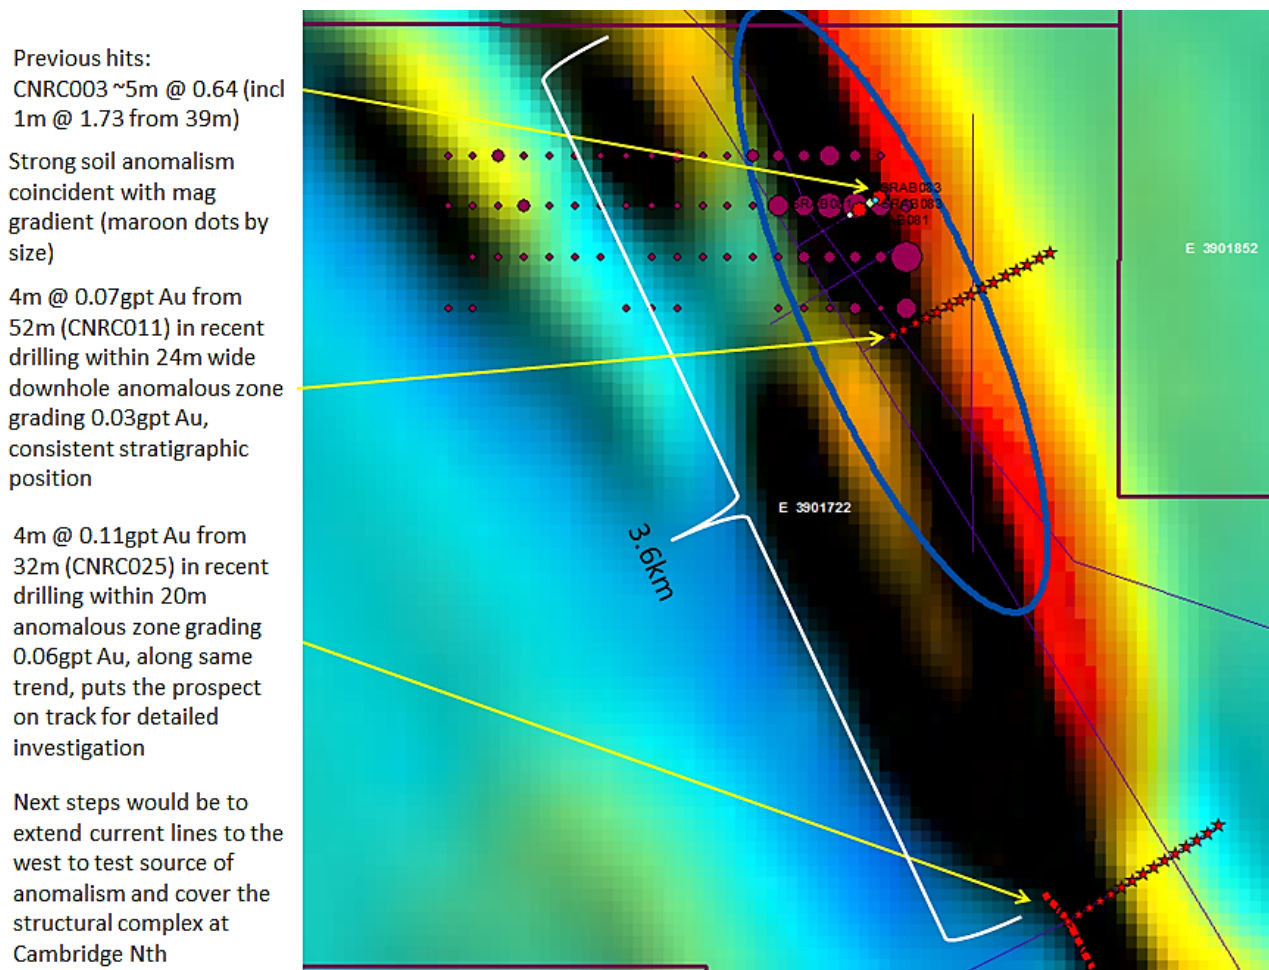 Previous hits:
CNRC003 ~5m @ 0.64 (incl
1m @ 1.73 from 39m)
Strong soil anomalism
coincident with mag
gradient (maroon dots by
size)
4m @ 0.07gpt Au from
52m (CNRC011) in recent
drilling within 24m wide
downhole anomalous zone
grading 0.03gpt Au,
consistent stratigraphic
position
4m @ 0.11gpt Au from
32m (CNRC025) in recent
drilling within 20m
anomalous zone grading
0.06gpt Au, along same
trend, puts the prospect
on track for detailed
investigation
Next steps would be to
extend current lines to the
west to test source of
anomalism and cover the
structural complex at
Cambridge Nth
E 3901852
E 3901722
3.6km